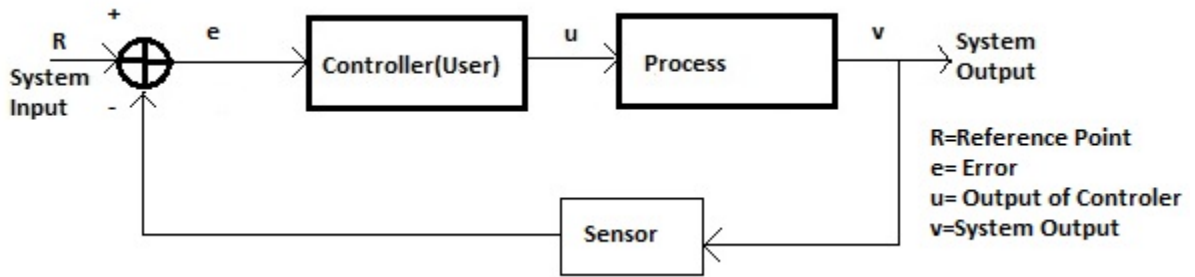 +
R
e
u
v
System
Input
-
Controller(User)
Process
System
Output
Sensor
R=Reference Point
e= Error
u= Output of Controler
v=System Output